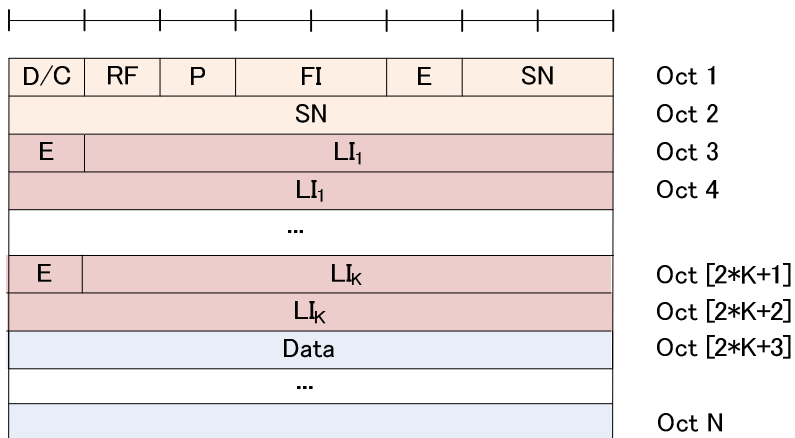 D/C RF P FI E SN Oct 1
SN Oct 2
E LI₁ Oct 3
LI₁ Oct 4
...
E LIK Oct [2*K+1]
LIK Oct [2*K+2]
Data Oct [2*K+3]
...
Oct N